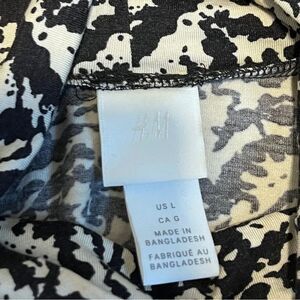 H&M
US L
CA G
MADE IN
BANGLADESH
FABRIQUÉ AU
BANGLADESH